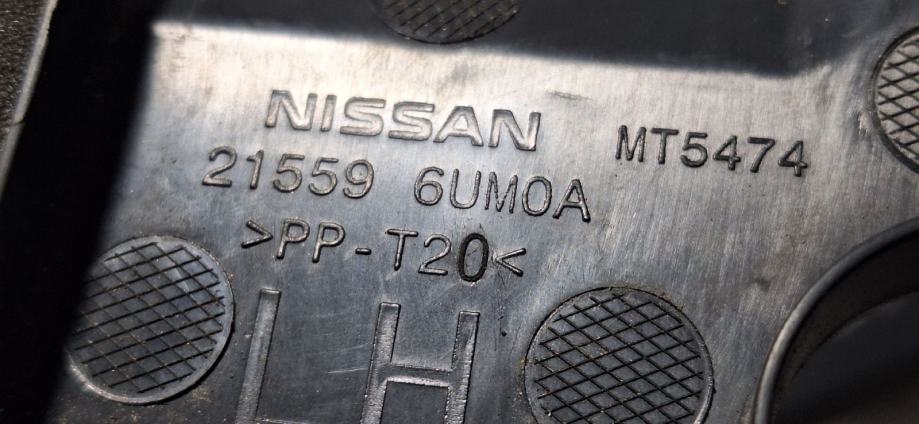 NISSAN MT5474
21559 6UM0A
>PP-T20<
LH